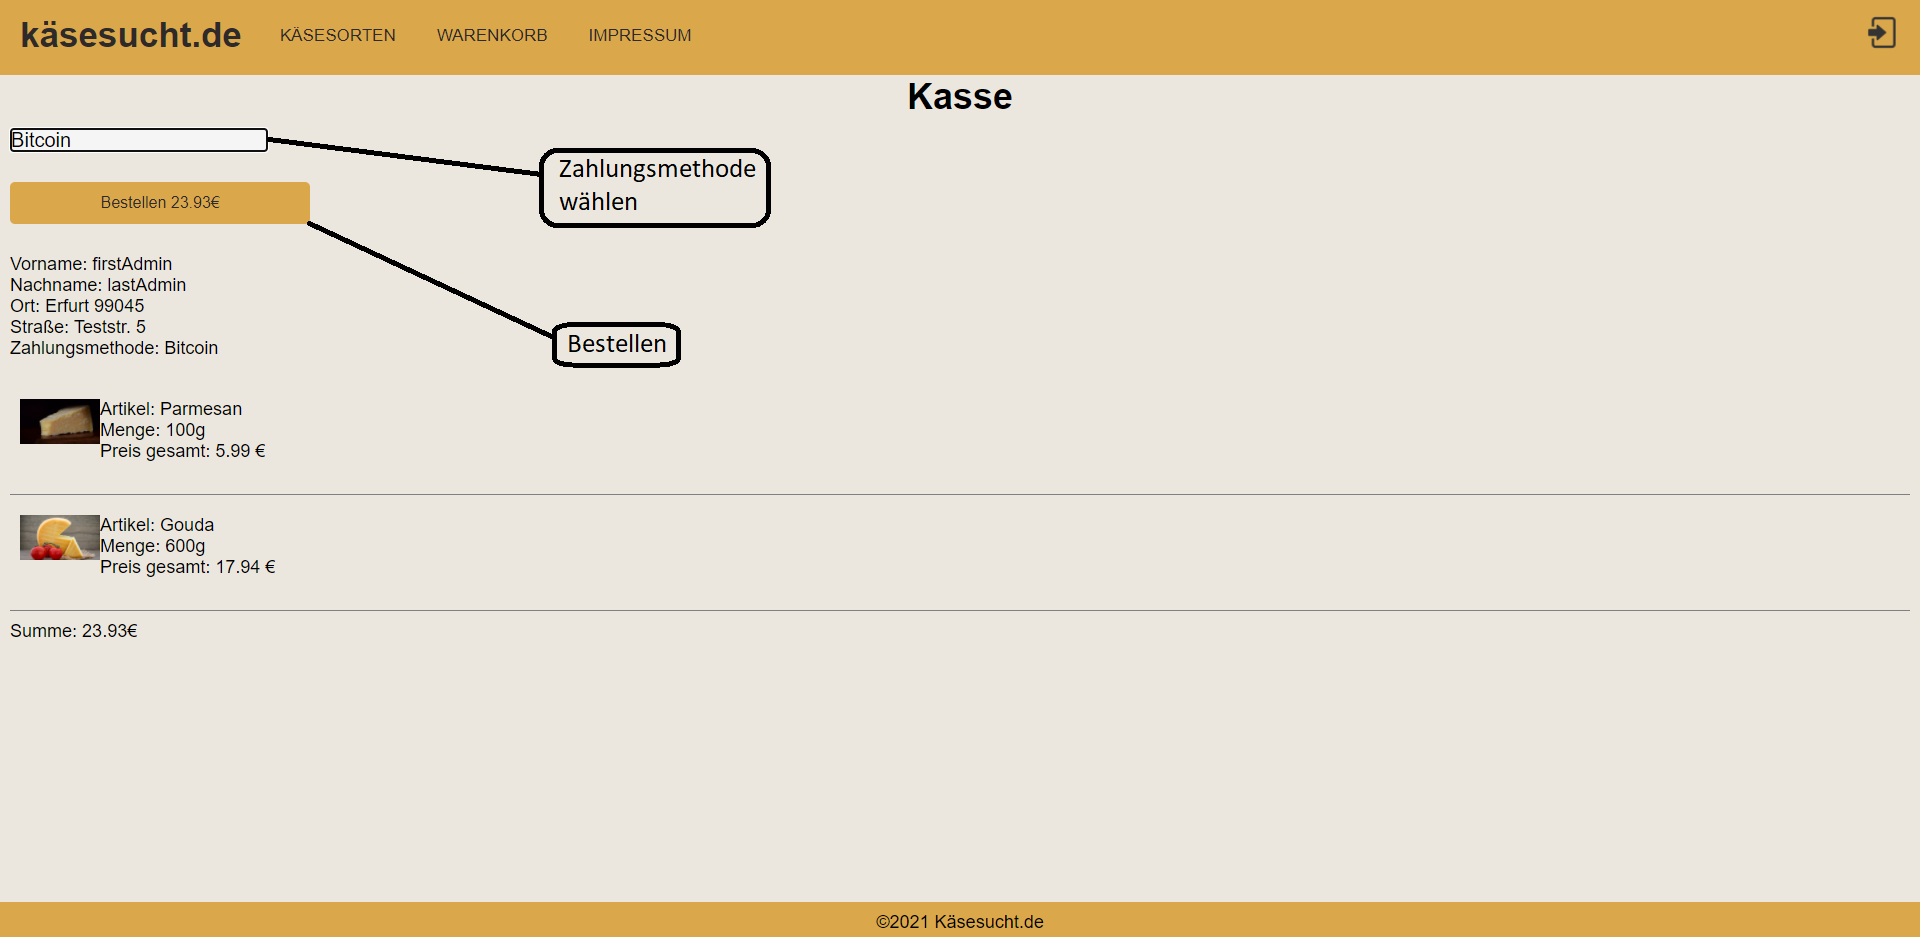 käsesucht.de KÄSESORTEN WARENKORB IMPRESSUM
Kasse
Bitcoin
Zahlungsmethode
wählen
Bestellen 23.93€
Vorname: firstAdmin
Nachname: lastAdmin
Ort: Erfurt 99045
Straße: Teststr. 5
Zahlungsmethode: Bitcoin
Bestellen
Artikel: Parmesan
Menge: 100g
Preis gesamt: 5.99 €
Artikel: Gouda
Menge: 600g
Preis gesamt: 17.94 €
Summe: 23.93€
©2021 Käsesucht.de